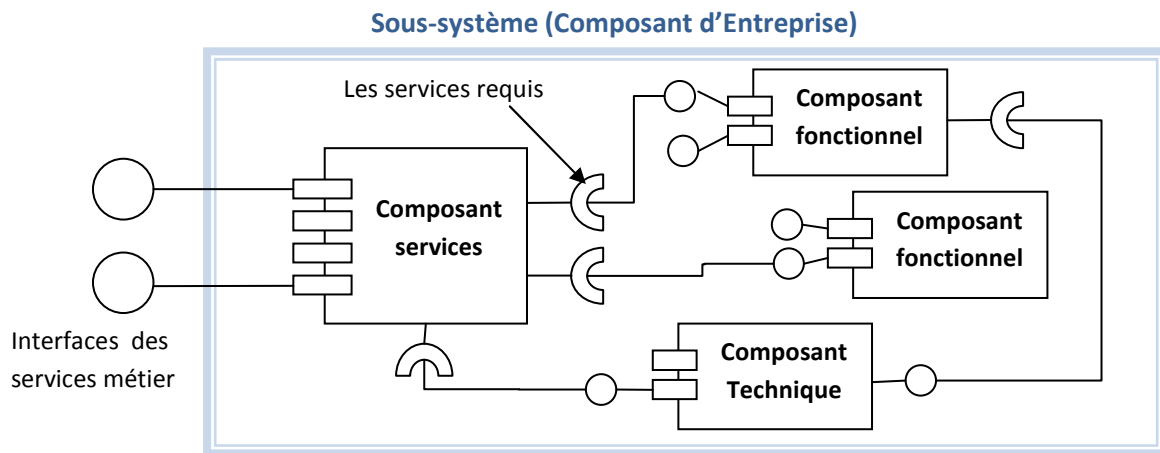 Sous-système (Composant d’Entreprise)
Les services requis
Composant
fonctionnel
Composant
services
Composant
fonctionnel
Interfaces des
services métier
Composant
Technique